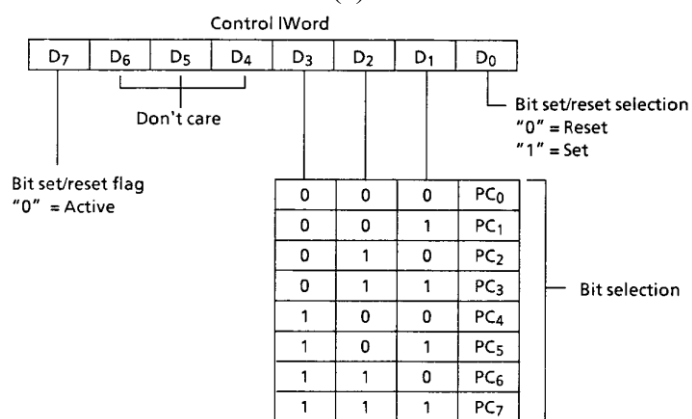 Control IWord
D7 D6 D5 D4 D3 D2 D1 D0
Don't care
Bit set/reset selection
"0" = Reset
"1" = Set
Bit set/reset flag
"0" = Active
0 0 0 PC0
0 0 1 PC1
0 1 0 PC2
0 1 1 PC3
1 0 0 PC4
1 0 1 PC5
1 1 0 PC6
1 1 1 PC7
Bit selection